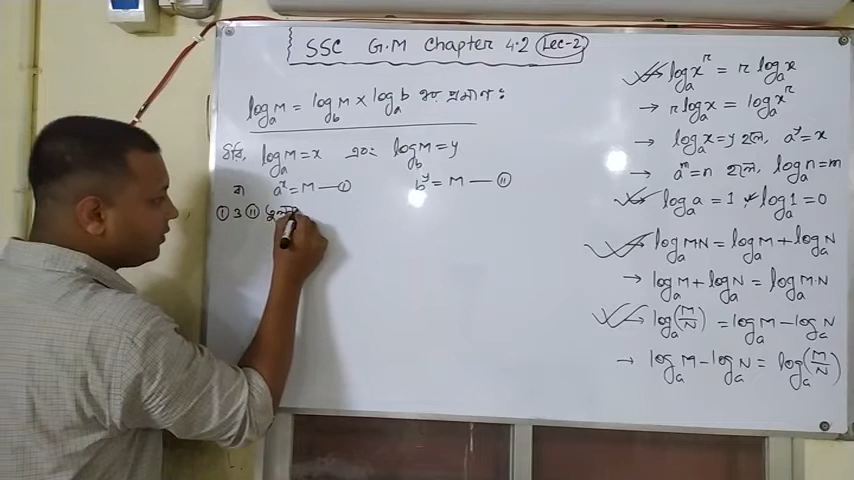 SSC G.M Chapter 4.2 Lec-2
logₐM = log_bM × logₐb এর প্রমাণ :
ধরি, logₐM = x এবং log_bM = y
বা aˣ = M — ⓘ bʸ = M — ⓘⓘ
ⓘ ও ⓘⓘ
logₐxʳ = r logₐx
→ r logₐx = logₐxʳ
→ logₐx = y হলে, aʸ = x
→ aᵐ = n হলে, logₐn = m
logₐa = 1, logₐ1 = 0
logₐMN = logₐM + logₐN
→ logₐM + logₐN = logₐM·N
→ logₐ(M/N) = logₐM − logₐN
→ logₐM − logₐN = logₐ(M/N)